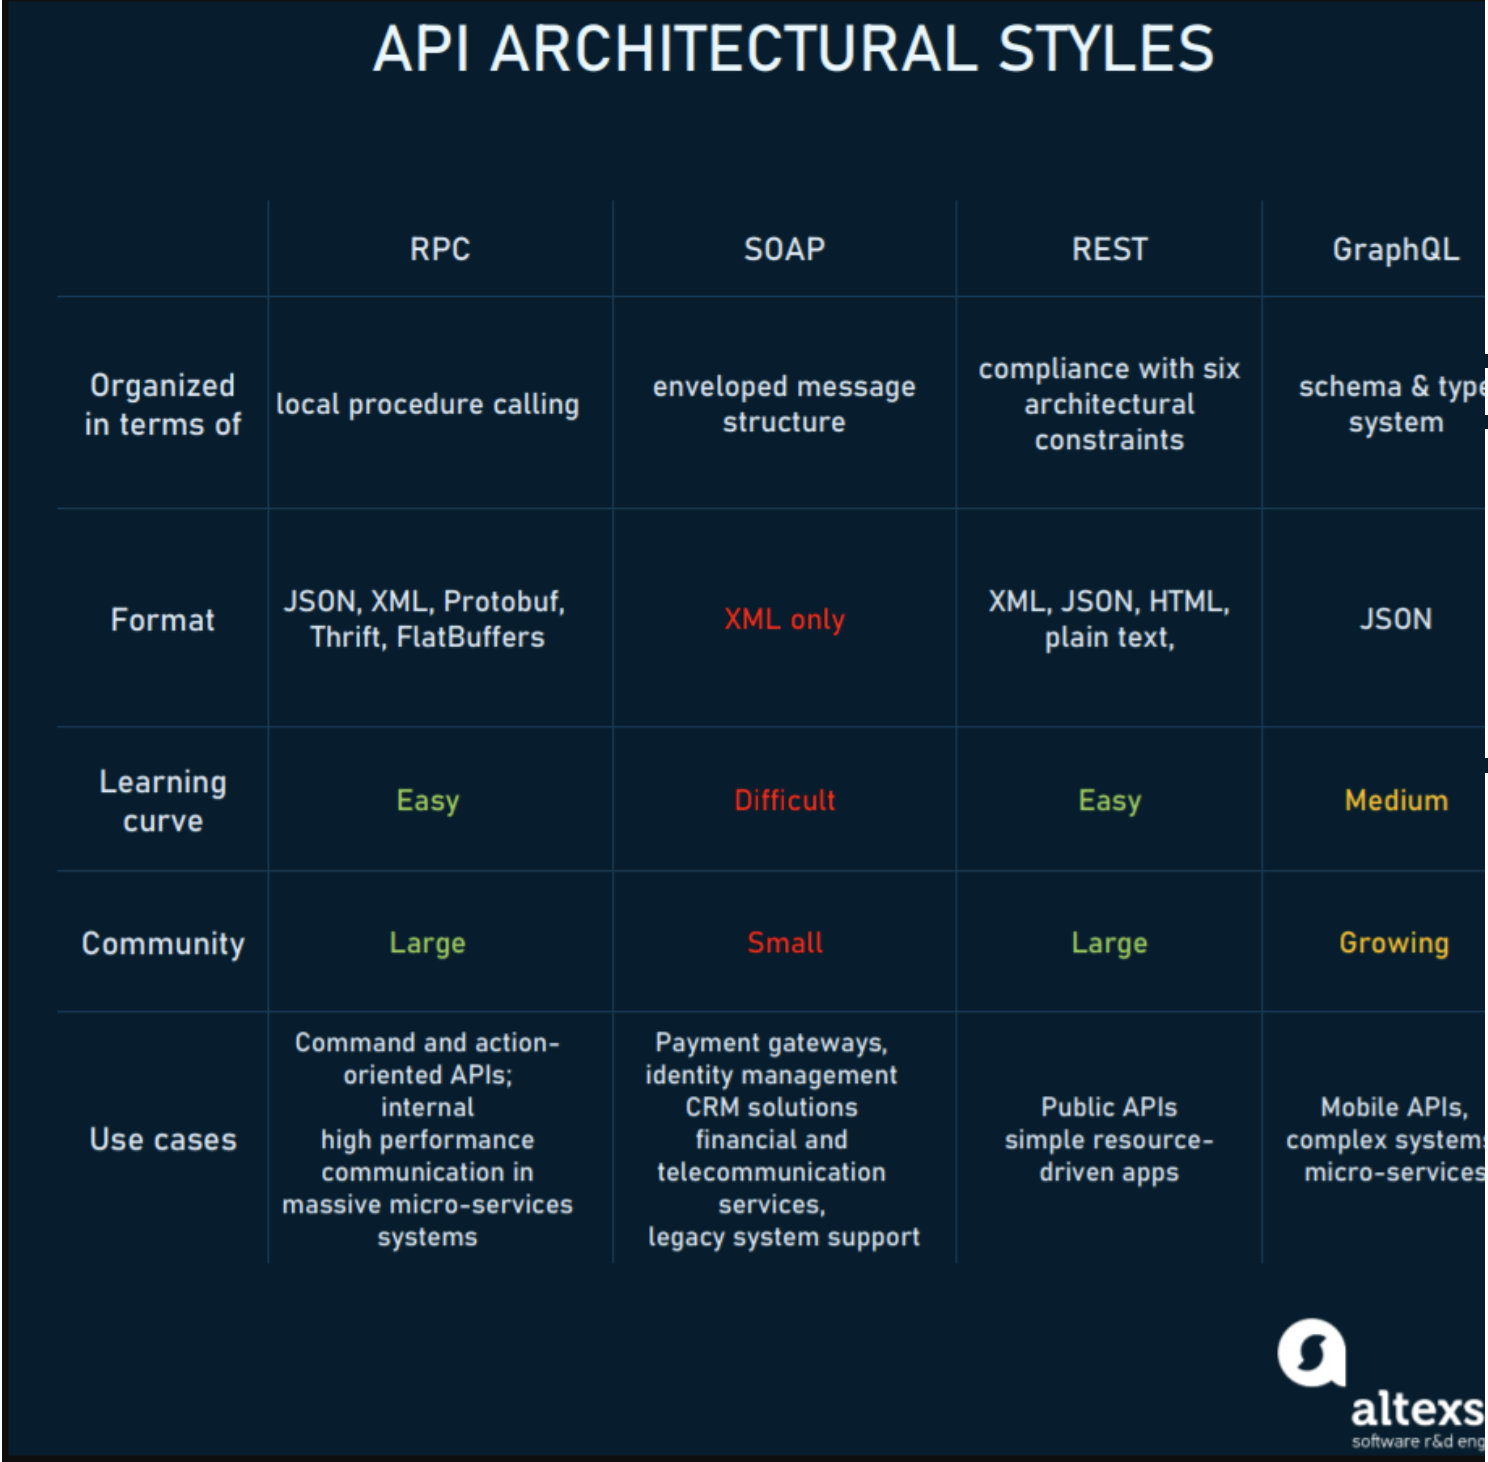 API ARCHITECTURAL STYLES
RPC
SOAP
REST
GraphQL
Organized
in terms of
local procedure calling
enveloped message
structure
compliance with six
architectural
constraints
schema & type
system
Format
JSON, XML, Protobuf,
Thrift, FlatBuffers
XML only
XML, JSON, HTML,
plain text,
JSON
Learning
curve
Easy
Difficult
Easy
Medium
Community
Large
Small
Large
Growing
Use cases
Command and action-
oriented APIs;
internal
high performance
communication in
massive micro-services
systems
Payment gateways,
identity management
CRM solutions
financial and
telecommunication
services,
legacy system support
Public APIs
simple resource-
driven apps
Mobile APIs,
complex systems
micro-services
altexs
software r&d eng